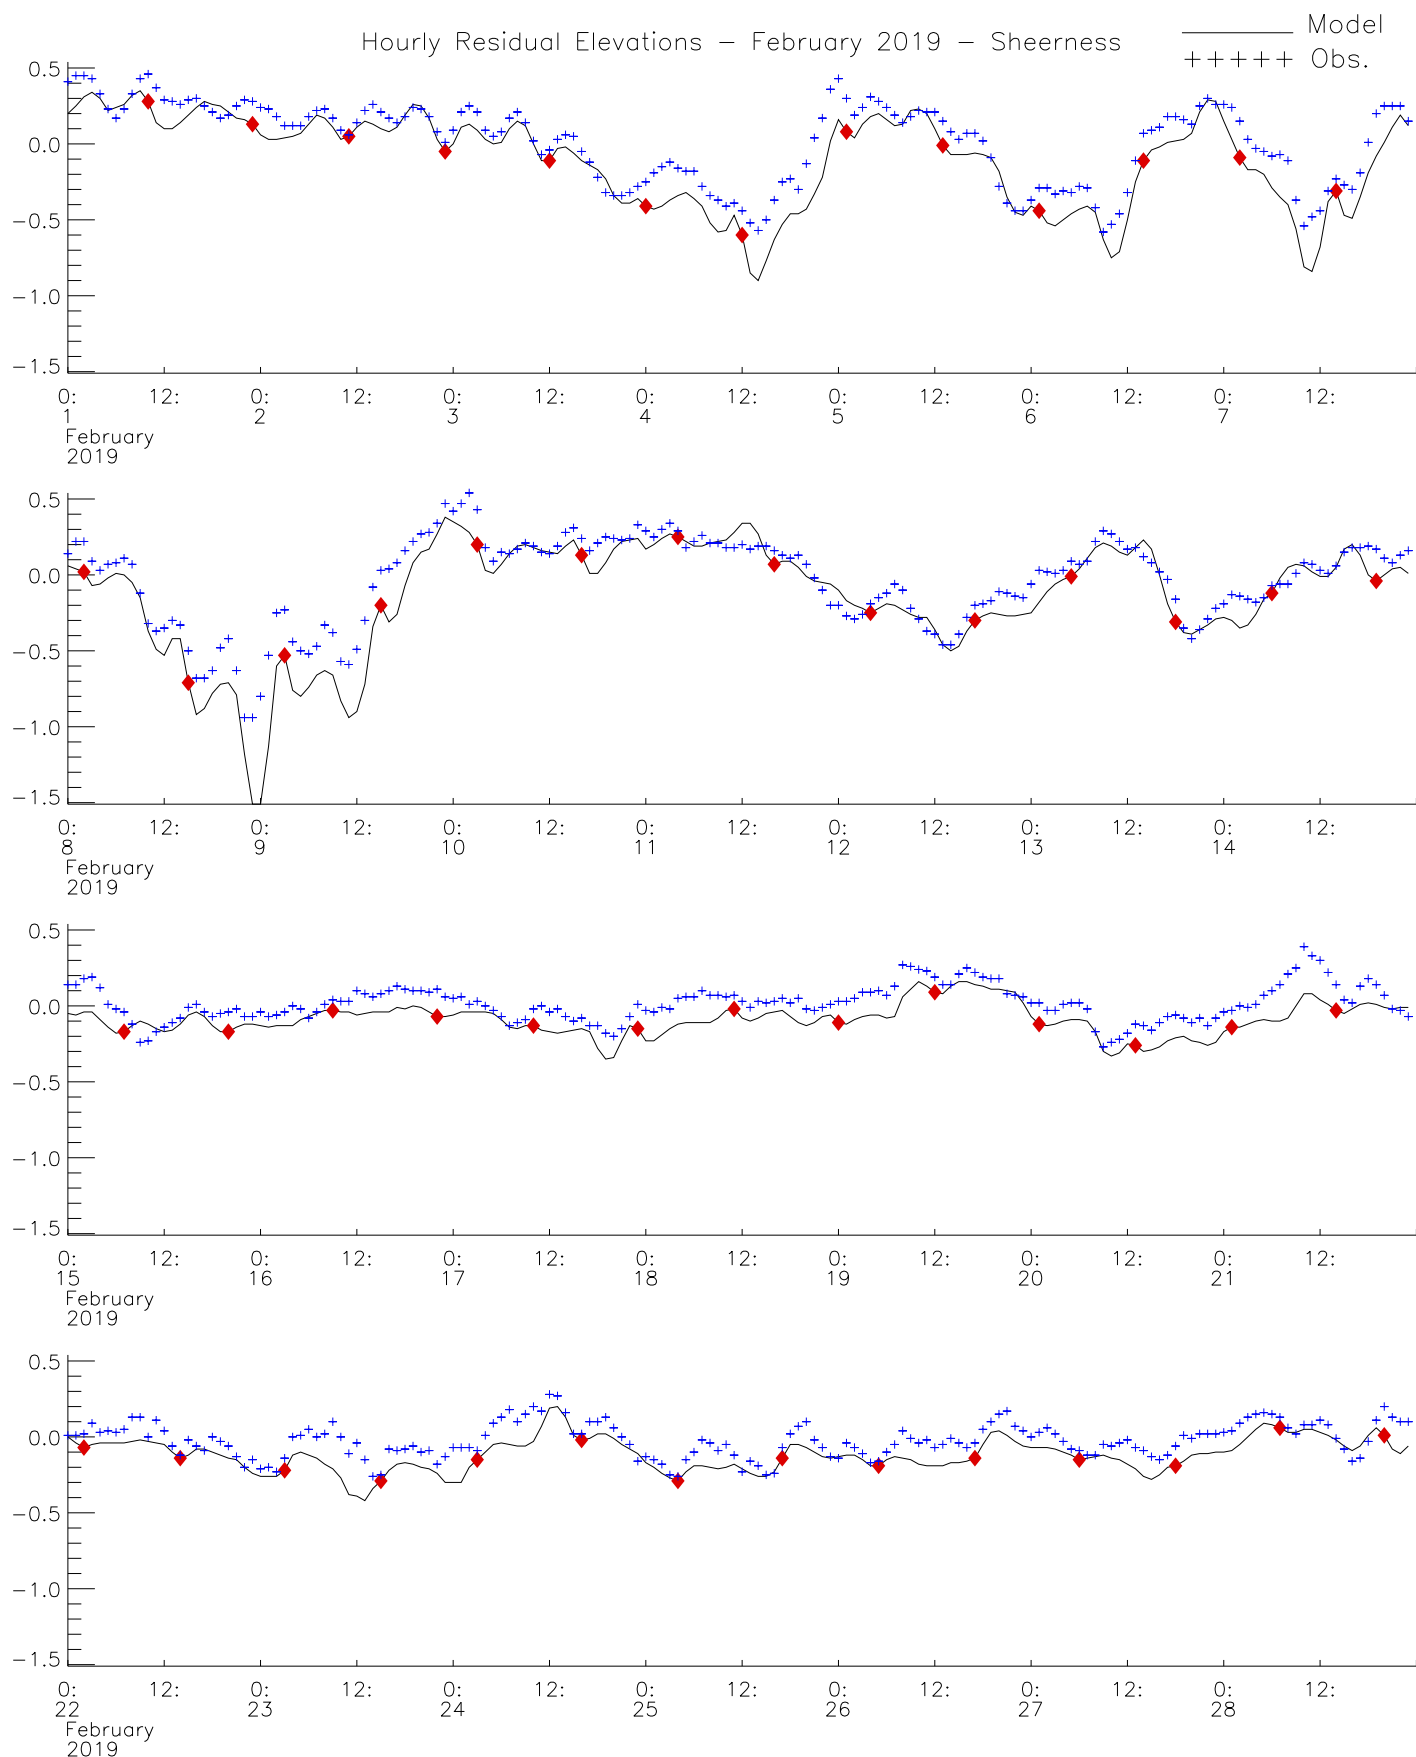 Hourly Residual Elevations – February 2019 – Sheerness
Model
+++++ Obs.
0.5
0.0
−0.5
−1.0
−1.5
0: 12: 0: 12: 0: 12: 0: 12: 0: 12: 0: 12: 0: 12:
1 2 3 4 5 6 7
February
2019
0.5
0.0
−0.5
−1.0
−1.5
0: 12: 0: 12: 0: 12: 0: 12: 0: 12: 0: 12: 0: 12:
8 9 10 11 12 13 14
February
2019
0.5
0.0
−0.5
−1.0
−1.5
0: 12: 0: 12: 0: 12: 0: 12: 0: 12: 0: 12: 0: 12:
15 16 17 18 19 20 21
February
2019
0.5
0.0
−0.5
−1.0
−1.5
0: 12: 0: 12: 0: 12: 0: 12: 0: 12: 0: 12: 0: 12:
22 23 24 25 26 27 28
February
2019